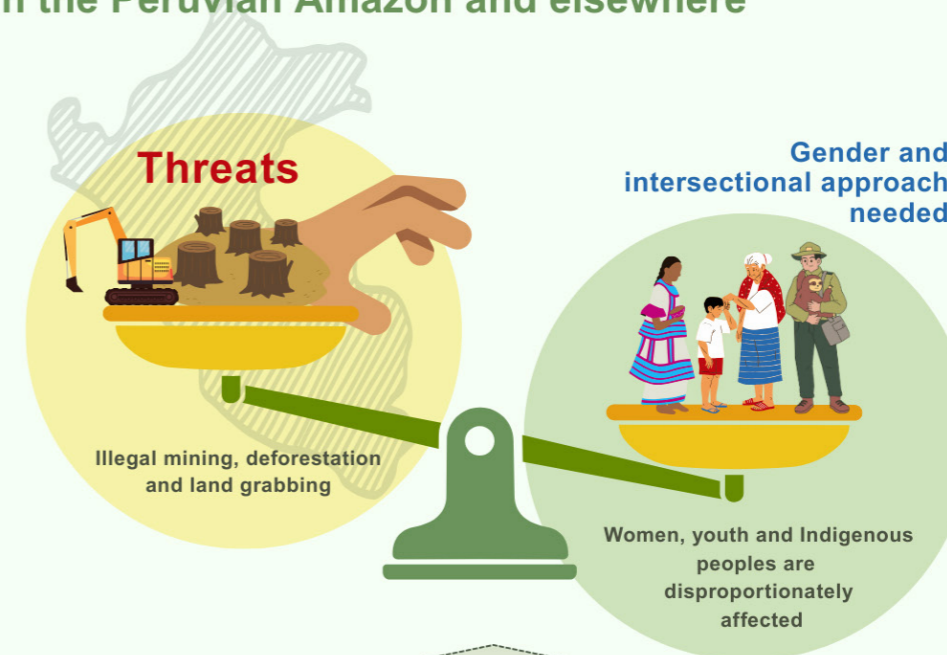 the Peruvian Amazon and elsewhere
Threats
Gender and
intersectional approach
needed
Illegal mining, deforestation
and land grabbing
Women, youth and Indigenous
peoples are
disproportionately
affected